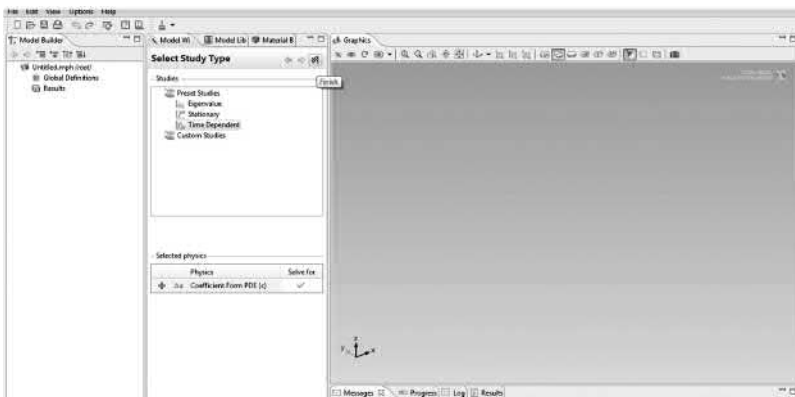 File Edit View Options Help
Model Builder
Untitled.mph (root)
Global Definitions
Results
Model Wi
Model Lib
Material B
Select Study Type
Finish
Studies
Preset Studies
Eigenvalue
Stationary
Time Dependent
Custom Studies
Selected physics
Physics Solve for
Δu Coefficient Form PDE (c)
Graphics
z
y x
Messages Progress Log Results